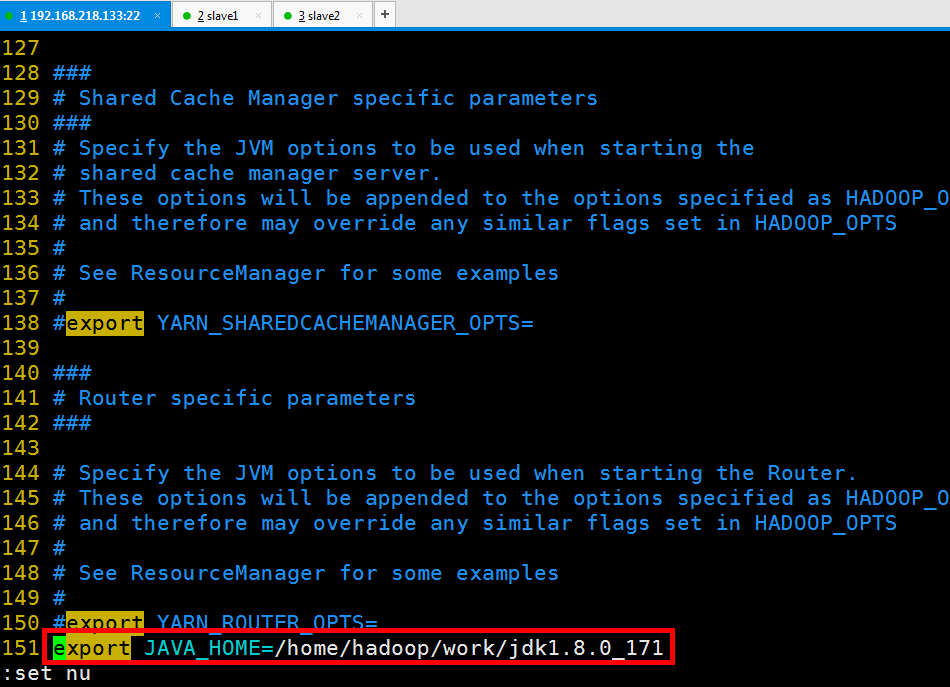 1 192.168.218.133:22 × 2 slave1 × 3 slave2 × +
127
128 ###
129 # Shared Cache Manager specific parameters
130 ###
131 # Specify the JVM options to be used when starting the
132 # shared cache manager server.
133 # These options will be appended to the options specified as HADOOP_O
134 # and therefore may override any similar flags set in HADOOP_OPTS
135 #
136 # See ResourceManager for some examples
137 #
138 #export YARN_SHAREDCACHEMANAGER_OPTS=
139
140 ###
141 # Router specific parameters
142 ###
143
144 # Specify the JVM options to be used when starting the Router.
145 # These options will be appended to the options specified as HADOOP_O
146 # and therefore may override any similar flags set in HADOOP_OPTS
147 #
148 # See ResourceManager for some examples
149 #
150 #export YARN_ROUTER_OPTS=
151 export JAVA_HOME=/home/hadoop/work/jdk1.8.0_171
:set nu